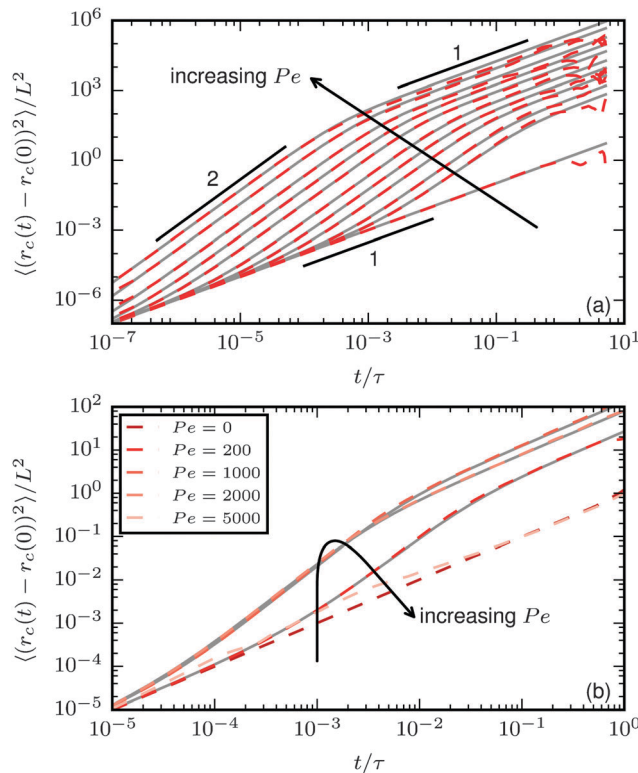 10^6
10^3
10^0
10^-3
10^-6
⟨(r_c(t) − r_c(0))^2⟩/L^2
increasing Pe
1
2
1
(a)
10^-7 10^-5 10^-3 10^-1 10^1
t/τ
10^2
10^1
10^0
10^-1
10^-2
10^-3
10^-4
10^-5
⟨(r_c(t) − r_c(0))^2⟩/L^2
Pe = 0
Pe = 200
Pe = 1000
Pe = 2000
Pe = 5000
increasing Pe
(b)
10^-5 10^-4 10^-3 10^-2 10^-1 10^0
t/τ